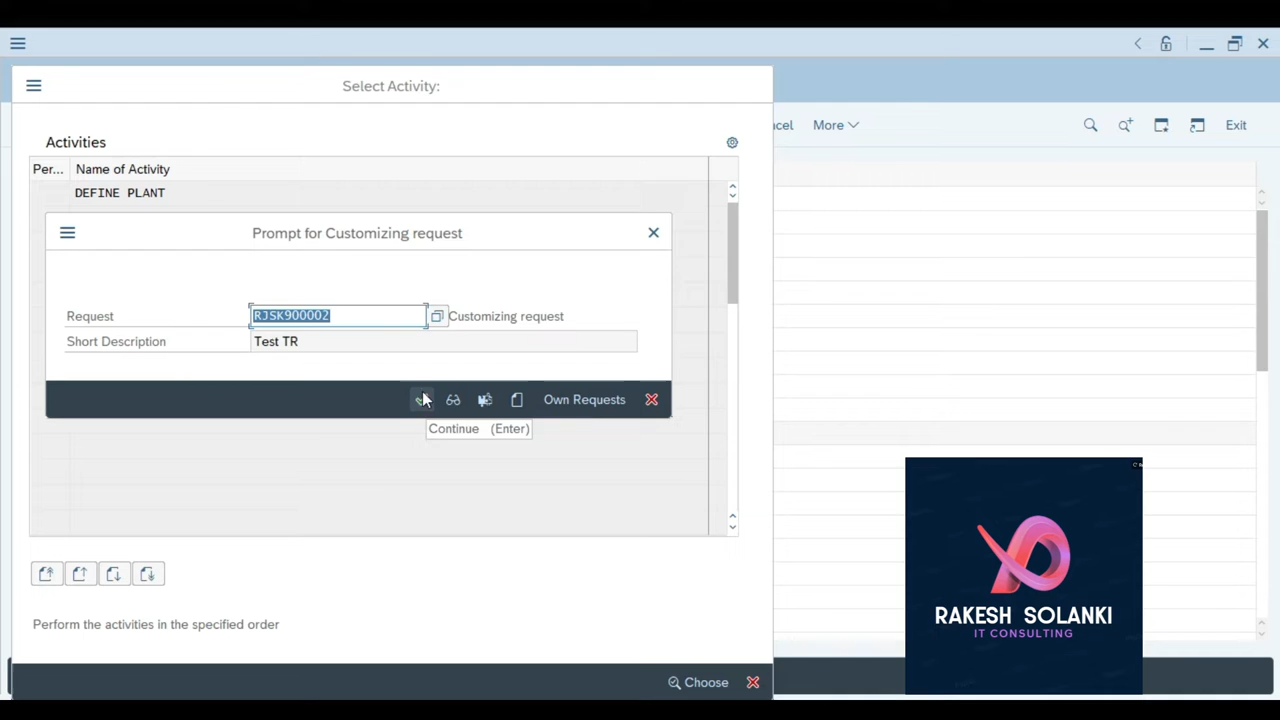 Select Activity:
ncel
More
Exit
Activities
Per...
Name of Activity
DEFINE PLANT
Prompt for Customizing request
Request
RJSK900002
Customizing request
Short Description
Test TR
Own Requests
Continue (Enter)
Perform the activities in the specified order
Choose
RAKESH SOLANKI
IT CONSULTING